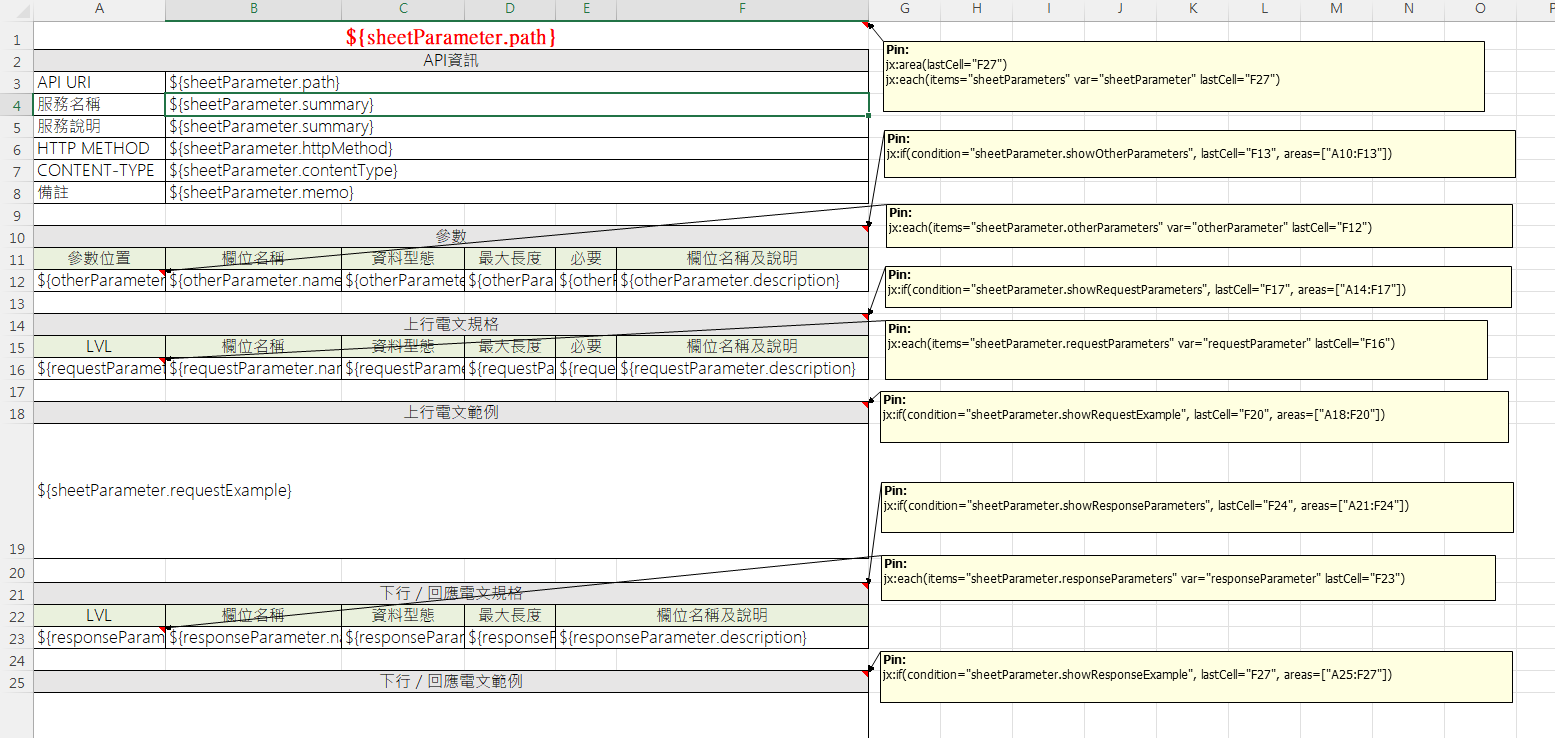 A B C D E F G H I J K L M N O P
1 ${sheetParameter.path}
2 API資訊
3 API URI ${sheetParameter.path}
4 服務名稱 ${sheetParameter.summary}
5 服務說明 ${sheetParameter.summary}
6 HTTP METHOD ${sheetParameter.httpMethod}
7 CONTENT-TYPE ${sheetParameter.contentType}
8 備註 ${sheetParameter.memo}
9
10 參數
11 參數位置 欄位名稱 資料型態 最大長度 必要 欄位名稱及說明
12 ${otherParameter ${otherParameter.name ${otherParamete ${otherPara ${other ${otherParameter.description}
13
14 上行電文規格
15 LVL 欄位名稱 資料型態 最大長度 必要 欄位名稱及說明
16 ${requestParamet ${requestParameter.nar ${requestParame ${requestPa ${reque ${requestParameter.description}
17
18 上行電文範例
19 ${sheetParameter.requestExample}
20
21 下行 / 回應電文規格
22 LVL 欄位名稱 資料型態 最大長度 欄位名稱及說明
23 ${responseParam ${responseParameter.na ${responseParar ${response ${responseParameter.description}
24
25 下行 / 回應電文範例
Pin:
jx:area(lastCell="F27")
jx:each(items="sheetParameters" var="sheetParameter" lastCell="F27")
Pin:
jx:if(condition="sheetParameter.showOtherParameters", lastCell="F13", areas=["A10:F13"])
Pin:
jx:each(items="sheetParameter.otherParameters" var="otherParameter" lastCell="F12")
Pin:
jx:if(condition="sheetParameter.showRequestParameters", lastCell="F17", areas=["A14:F17"])
Pin:
jx:each(items="sheetParameter.requestParameters" var="requestParameter" lastCell="F16")
Pin:
jx:if(condition="sheetParameter.showRequestExample", lastCell="F20", areas=["A18:F20"])
Pin:
jx:if(condition="sheetParameter.showResponseParameters", lastCell="F24", areas=["A21:F24"])
Pin:
jx:each(items="sheetParameter.responseParameters" var="responseParameter" lastCell="F23")
Pin:
jx:if(condition="sheetParameter.showResponseExample", lastCell="F27", areas=["A25:F27"])